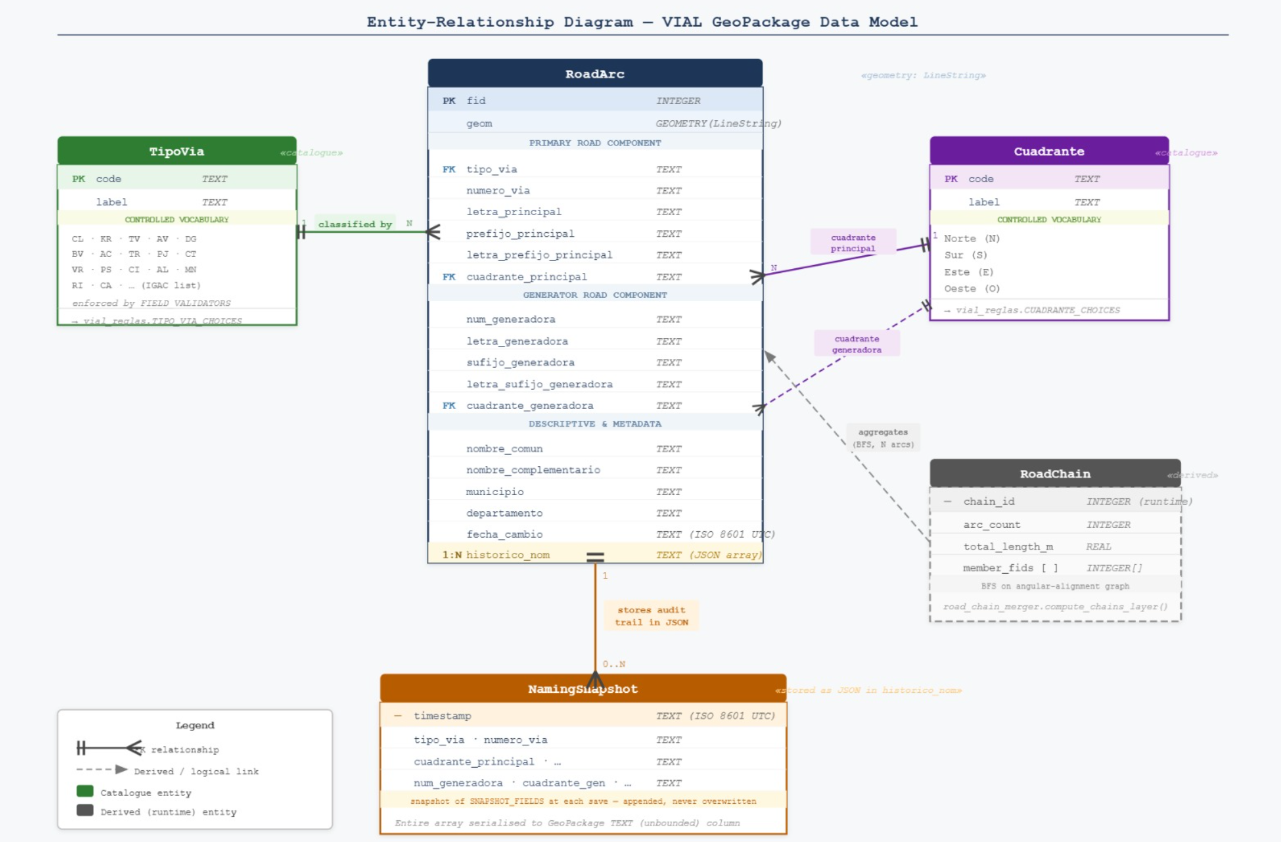 Entity-Relationship Diagram — VIAL GeoPackage Data Model
RoadArc
«geometry: LineString»
PK fid INTEGER
geom GEOMETRY(LineString)
PRIMARY ROAD COMPONENT
FK tipo_via TEXT
numero_via TEXT
letra_principal TEXT
prefijo_principal TEXT
letra_prefijo_principal TEXT
FK cuadrante_principal TEXT
GENERATOR ROAD COMPONENT
num_generadora TEXT
letra_generadora TEXT
sufijo_generadora TEXT
letra_sufijo_generadora TEXT
FK cuadrante_generadora TEXT
DESCRIPTIVE & METADATA
nombre_comun TEXT
nombre_complementario TEXT
municipio TEXT
departamento TEXT
fecha_cambio TEXT (ISO 8601 UTC)
1:N historico_nom TEXT (JSON array)
TipoVia
«catalogue»
PK code TEXT
label TEXT
CONTROLLED VOCABULARY
CL · KR · TV · AV · DG
BV · AC · TR · PJ · CT
VR · PS · CI · AL · MN
RI · CA · … (IGAC list)
enforced by FIELD VALIDATORS
→ vial_reglas.TIPO_VIA_CHOICES
1
classified by
N
Cuadrante
«catalogue»
PK code TEXT
label TEXT
CONTROLLED VOCABULARY
1
Norte (N)
Sur (S)
Este (E)
Oeste (O)
→ vial_reglas.CUADRANTE_CHOICES
cuadrante
principal
N
cuadrante
generadora
aggregates
(BFS, N arcs)
RoadChain
«derived»
— chain_id INTEGER (runtime)
arc_count INTEGER
total_length_m REAL
member_fids [ ] INTEGER[]
BFS on angular-alignment graph
road_chain_merger.compute_chains_layer()
1
stores audit
trail in JSON
0..N
NamingSnapshot
«stored as JSON in historico_nom»
— timestamp TEXT (ISO 8601 UTC)
tipo_via · numero_via TEXT
cuadrante_principal · … TEXT
num_generadora · cuadrante_gen · … TEXT
snapshot of SNAPSHOT_FIELDS at each save — appended, never overwritten
Entire array serialised to GeoPackage TEXT (unbounded) column
Legend
K relationship
Derived / logical link
Catalogue entity
Derived (runtime) entity